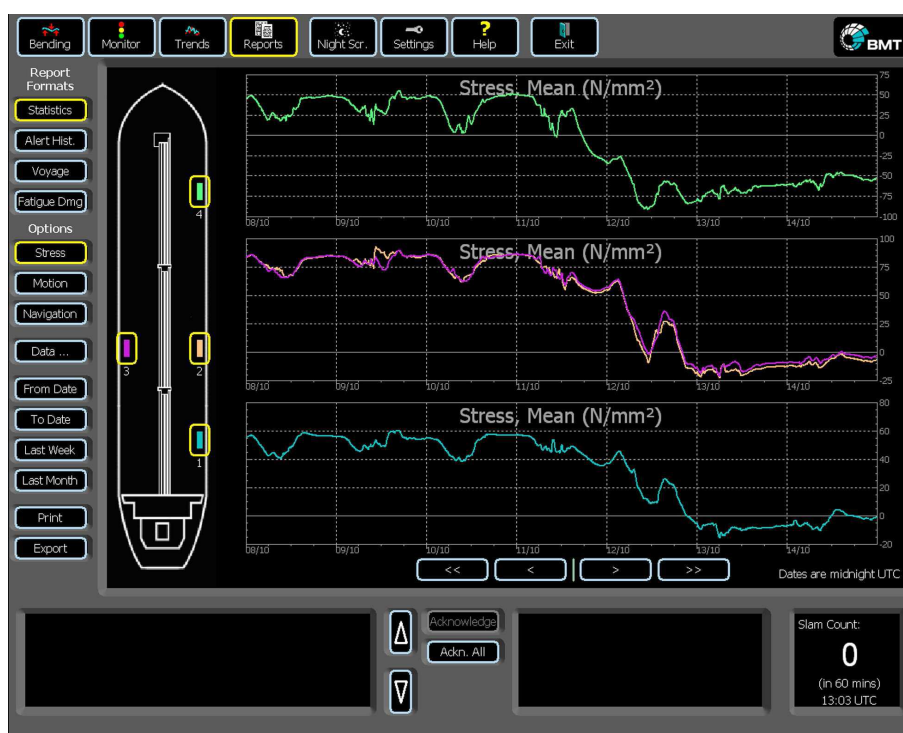 Bending
Monitor
Trends
Reports
Night Scr.
Settings
? Help
Exit
BMT
Report
Formats
Statistics
Alert Hist.
Voyage
Fatigue Dmg
Options
Stress
Motion
Navigation
Data ...
From Date
To Date
Last Week
Last Month
Print
Export
4
3
2
1
Stress, Mean (N/mm²)
75
50
25
0
-25
-50
-75
-100
08/10 09/10 10/10 11/10 12/10 13/10 14/10
Stress, Mean (N/mm²)
100
75
50
25
0
-25
08/10 09/10 10/10 11/10 12/10 13/10 14/10
Stress, Mean (N/mm²)
80
60
40
20
0
-20
08/10 09/10 10/10 11/10 12/10 13/10 14/10
<< < > >>
Dates are midnight UTC
Acknowledge
Ackn. All
Slam Count:
0
(in 60 mins)
13:03 UTC